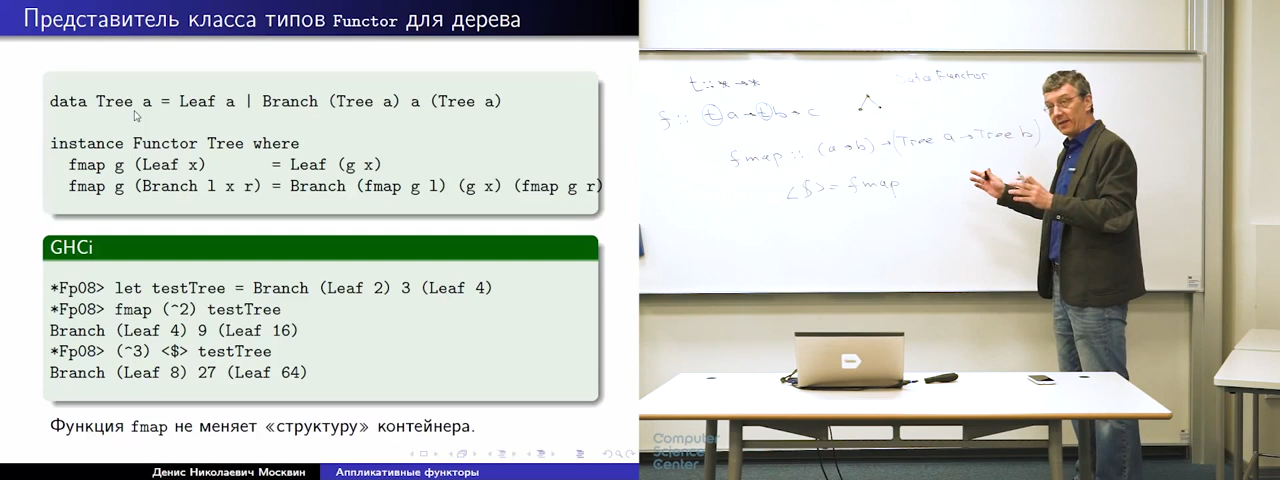 Представитель класса типов Functor для дерева
data Tree a = Leaf a | Branch (Tree a) a (Tree a)
instance Functor Tree where
fmap g (Leaf x) = Leaf (g x)
fmap g (Branch l x r) = Branch (fmap g l) (g x) (fmap g r)
GHCi
*Fp08> let testTree = Branch (Leaf 2) 3 (Leaf 4)
*Fp08> fmap (^2) testTree
Branch (Leaf 4) 9 (Leaf 16)
*Fp08> (^3) <$> testTree
Branch (Leaf 8) 27 (Leaf 64)
Функция fmap не меняет «структуру» контейнера.
Денис Николаевич Москвин
Аппликативные функторы
t :: * → *
Data.Functor
f :: t a → t b → c
fmap :: (a → b) → (Tree a → Tree b)
<$> = fmap
Computer
Science
Center